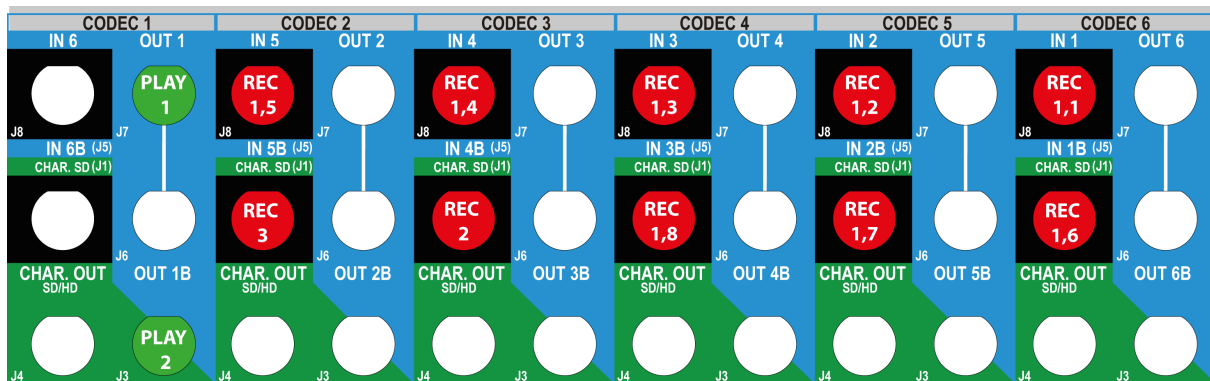 CODEC 1 CODEC 2 CODEC 3 CODEC 4 CODEC 5 CODEC 6
IN 6 OUT 1 IN 5 OUT 2 IN 4 OUT 3 IN 3 OUT 4 IN 2 OUT 5 IN 1 OUT 6
PLAY REC REC REC REC REC
1 1,5 1,4 1,3 1,2 1,1
J8 J7 J8 J7 J8 J7 J8 J7 J8 J7 J8 J7
IN 6B (J5) IN 5B (J5) IN 4B (J5) IN 3B (J5) IN 2B (J5) IN 1B (J5)
CHAR. SD (J1) CHAR. SD (J1) CHAR. SD (J1) CHAR. SD (J1) CHAR. SD (J1) CHAR. SD (J1)
REC REC REC REC REC
3 2 1,8 1,7 1,6
J6 J6 J6 J6 J6 J6
CHAR. OUT OUT 1B CHAR. OUT OUT 2B CHAR. OUT OUT 3B CHAR. OUT OUT 4B CHAR. OUT OUT 5B CHAR. OUT OUT 6B
SD/HD SD/HD SD/HD SD/HD SD/HD SD/HD
PLAY
2
J4 J3 J4 J3 J4 J3 J4 J3 J4 J3 J4 J3